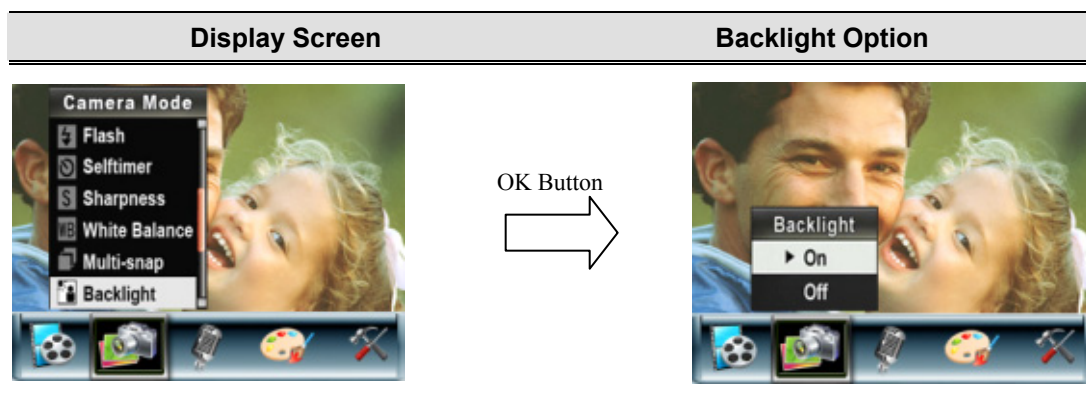 Display Screen
Backlight Option
Camera Mode
Flash
Selftimer
S Sharpness
WB White Balance
Multi-snap
Backlight
OK Button
Backlight
On
Off